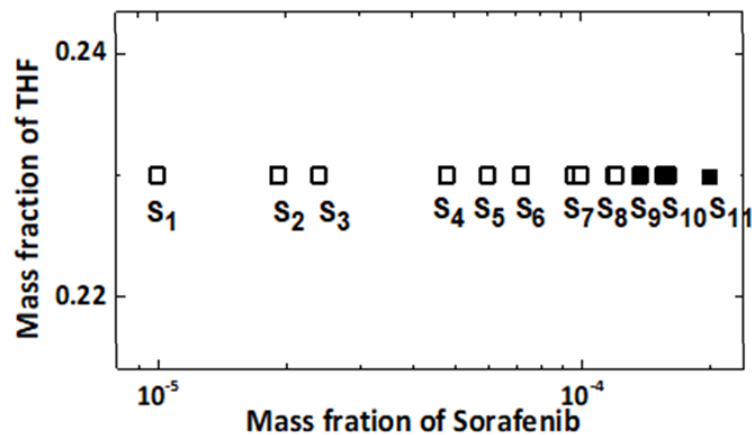 Mass fraction of THF
0.24
0.22
S₁ S₂ S₃ S₄ S₅ S₆ S₇ S₈ S₉ S₁₀ S₁₁
10⁻⁵ 10⁻⁴
Mass fration of Sorafenib